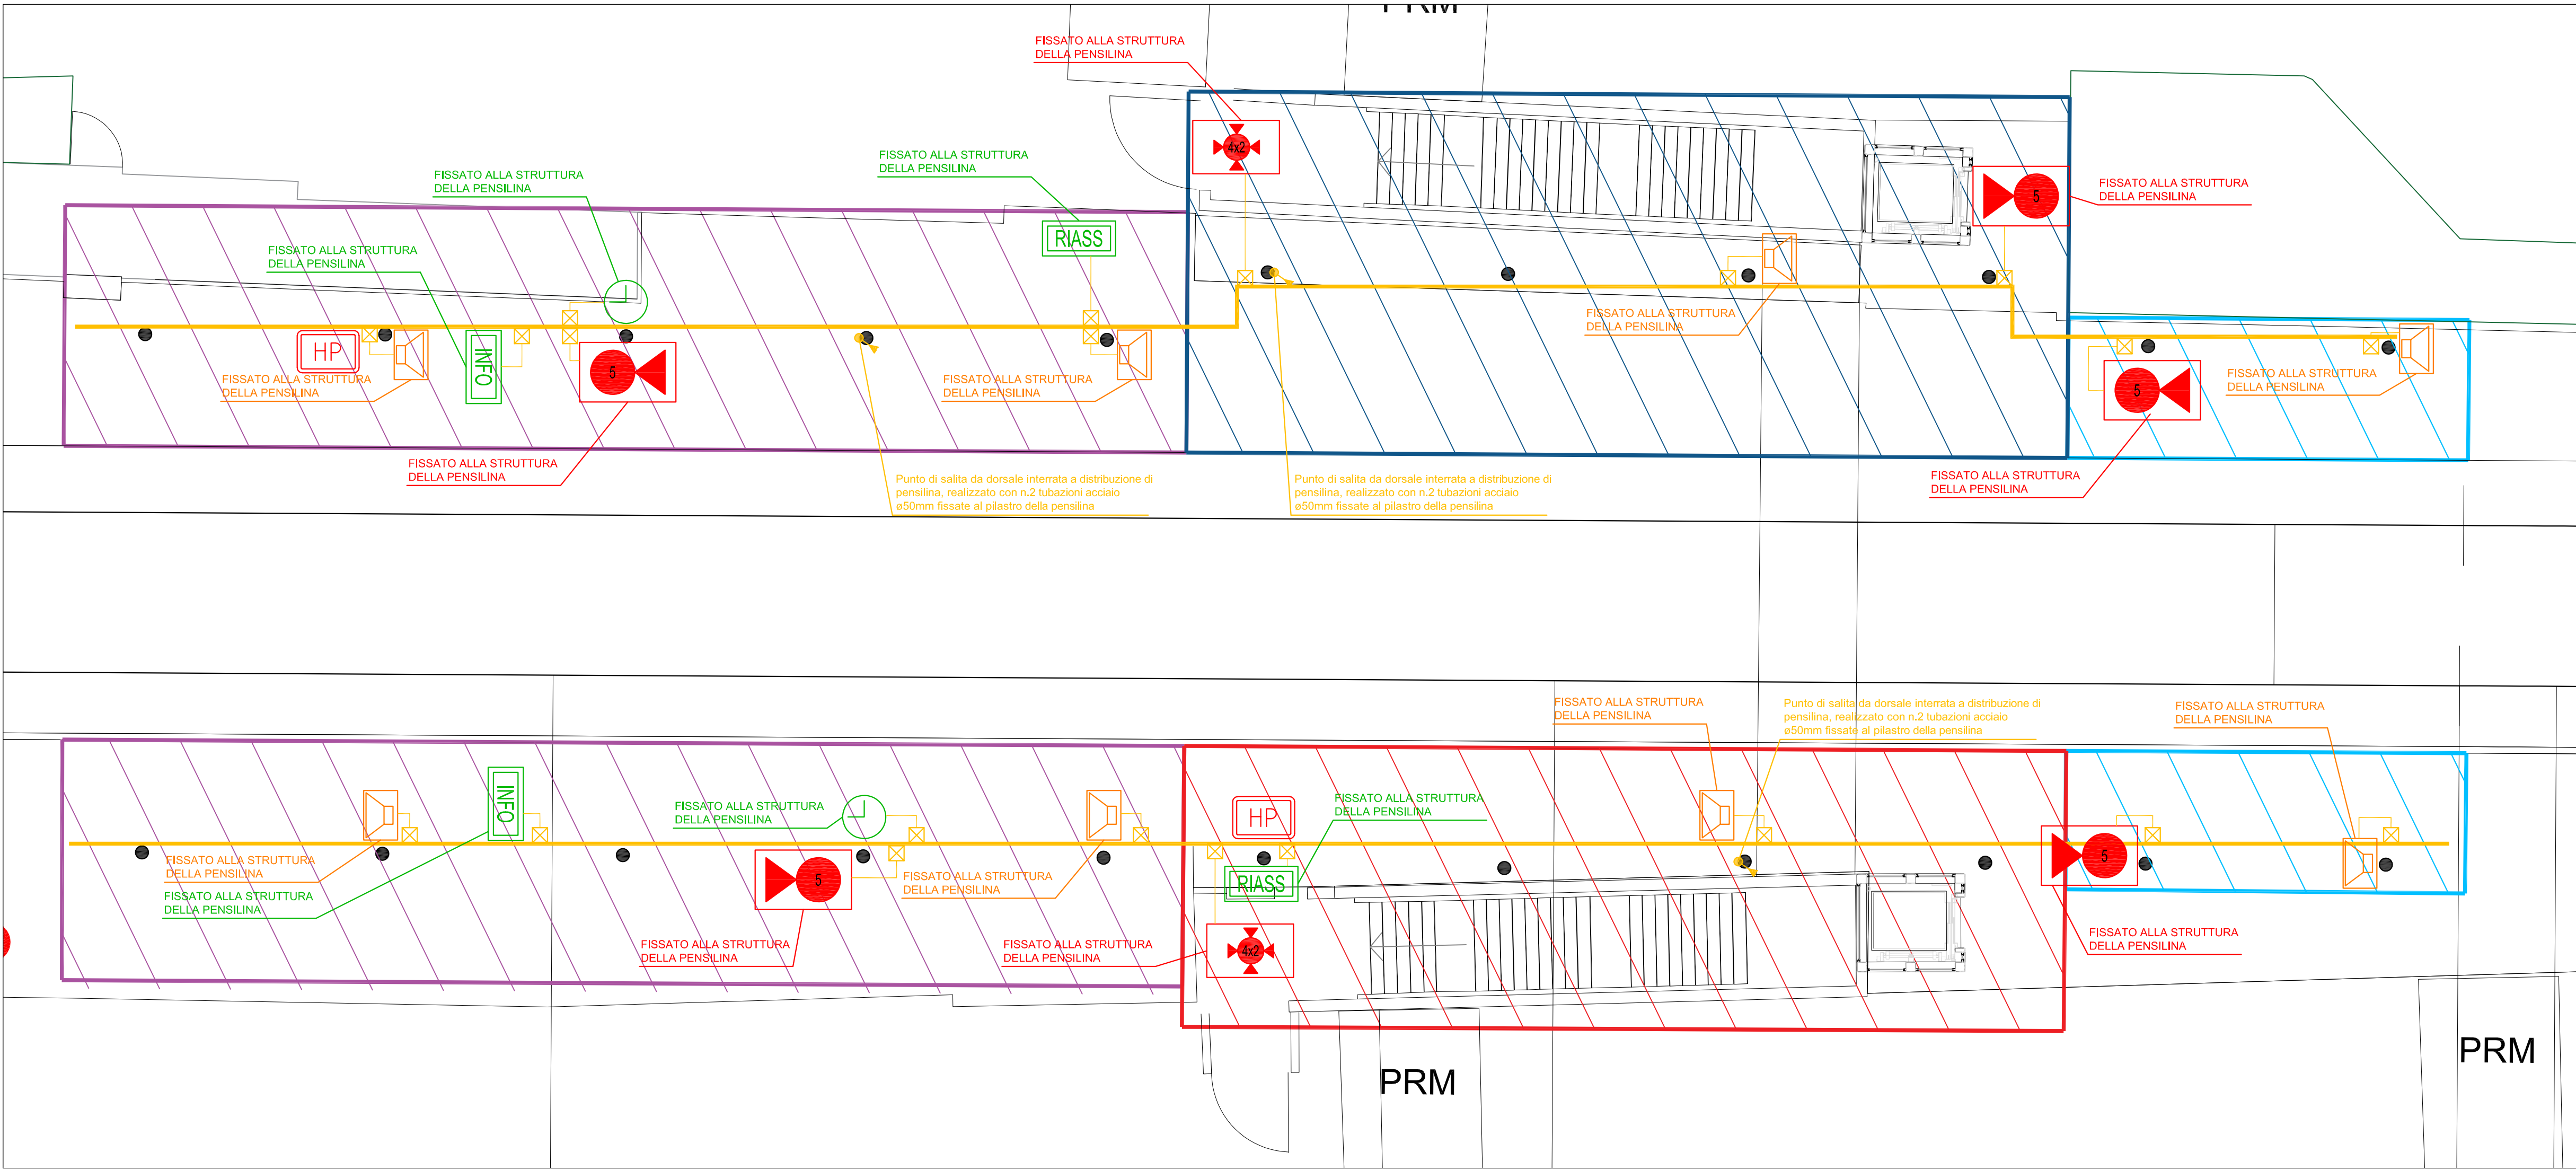 PRM
FISSATO ALLA STRUTTURA
DELLA PENSILINA
4x2
FISSATO ALLA STRUTTURA
DELLA PENSILINA
FISSATO ALLA STRUTTURA
DELLA PENSILINA
5
FISSATO ALLA STRUTTURA
DELLA PENSILINA
RIASS
FISSATO ALLA STRUTTURA
DELLA PENSILINA
FISSATO ALLA STRUTTURA
DELLA PENSILINA
HP
INFO
5
FISSATO ALLA STRUTTURA
DELLA PENSILINA
FISSATO ALLA STRUTTURA
DELLA PENSILINA
5
FISSATO ALLA STRUTTURA
DELLA PENSILINA
FISSATO ALLA STRUTTURA
DELLA PENSILINA
Punto di salita da dorsale interrata a distribuzione di
pensilina, realizzato con n.2 tubazioni acciaio
ø50mm fissate al pilastro della pensilina
Punto di salita da dorsale interrata a distribuzione di
pensilina, realizzato con n.2 tubazioni acciaio
ø50mm fissate al pilastro della pensilina
FISSATO ALLA STRUTTURA
DELLA PENSILINA
FISSATO ALLA STRUTTURA
DELLA PENSILINA
Punto di salita da dorsale interrata a distribuzione di
pensilina, realizzato con n.2 tubazioni acciaio
ø50mm fissate al pilastro della pensilina
FISSATO ALLA STRUTTURA
DELLA PENSILINA
INFO
FISSATO ALLA STRUTTURA
DELLA PENSILINA
HP
FISSATO ALLA STRUTTURA
DELLA PENSILINA
FISSATO ALLA STRUTTURA
DELLA PENSILINA
5
FISSATO ALLA STRUTTURA
DELLA PENSILINA
RIASS
5
FISSATO ALLA STRUTTURA
DELLA PENSILINA
FISSATO ALLA STRUTTURA
DELLA PENSILINA
FISSATO ALLA STRUTTURA
DELLA PENSILINA
4x2
FISSATO ALLA STRUTTURA
DELLA PENSILINA
PRM
PRM